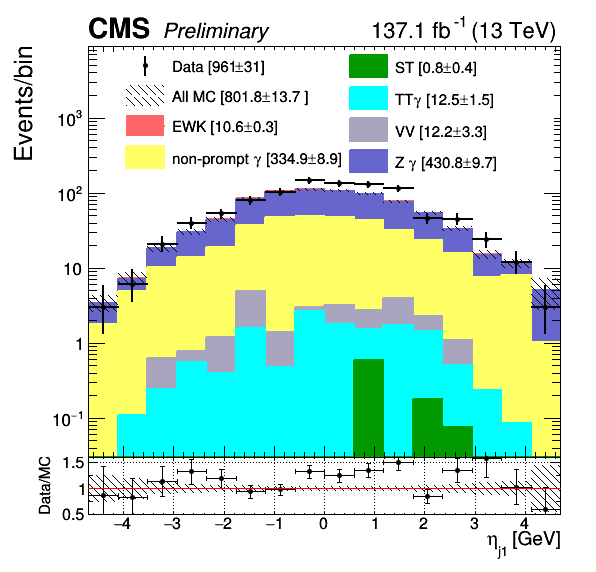 CMS Preliminary 137.1 fb⁻¹ (13 TeV)
Events/bin
Data [961±31]
All MC [801.8±13.7 ]
EWK [10.6±0.3]
non-prompt γ [334.9±8.9]
ST [0.8±0.4]
TTγ [12.5±1.5]
VV [12.2±3.3]
Z γ [430.8±9.7]
10³
10²
10
1
10⁻¹
Data/MC
1.5
1
0.5
−4 −3 −2 −1 0 1 2 3 4
η_j1 [GeV]